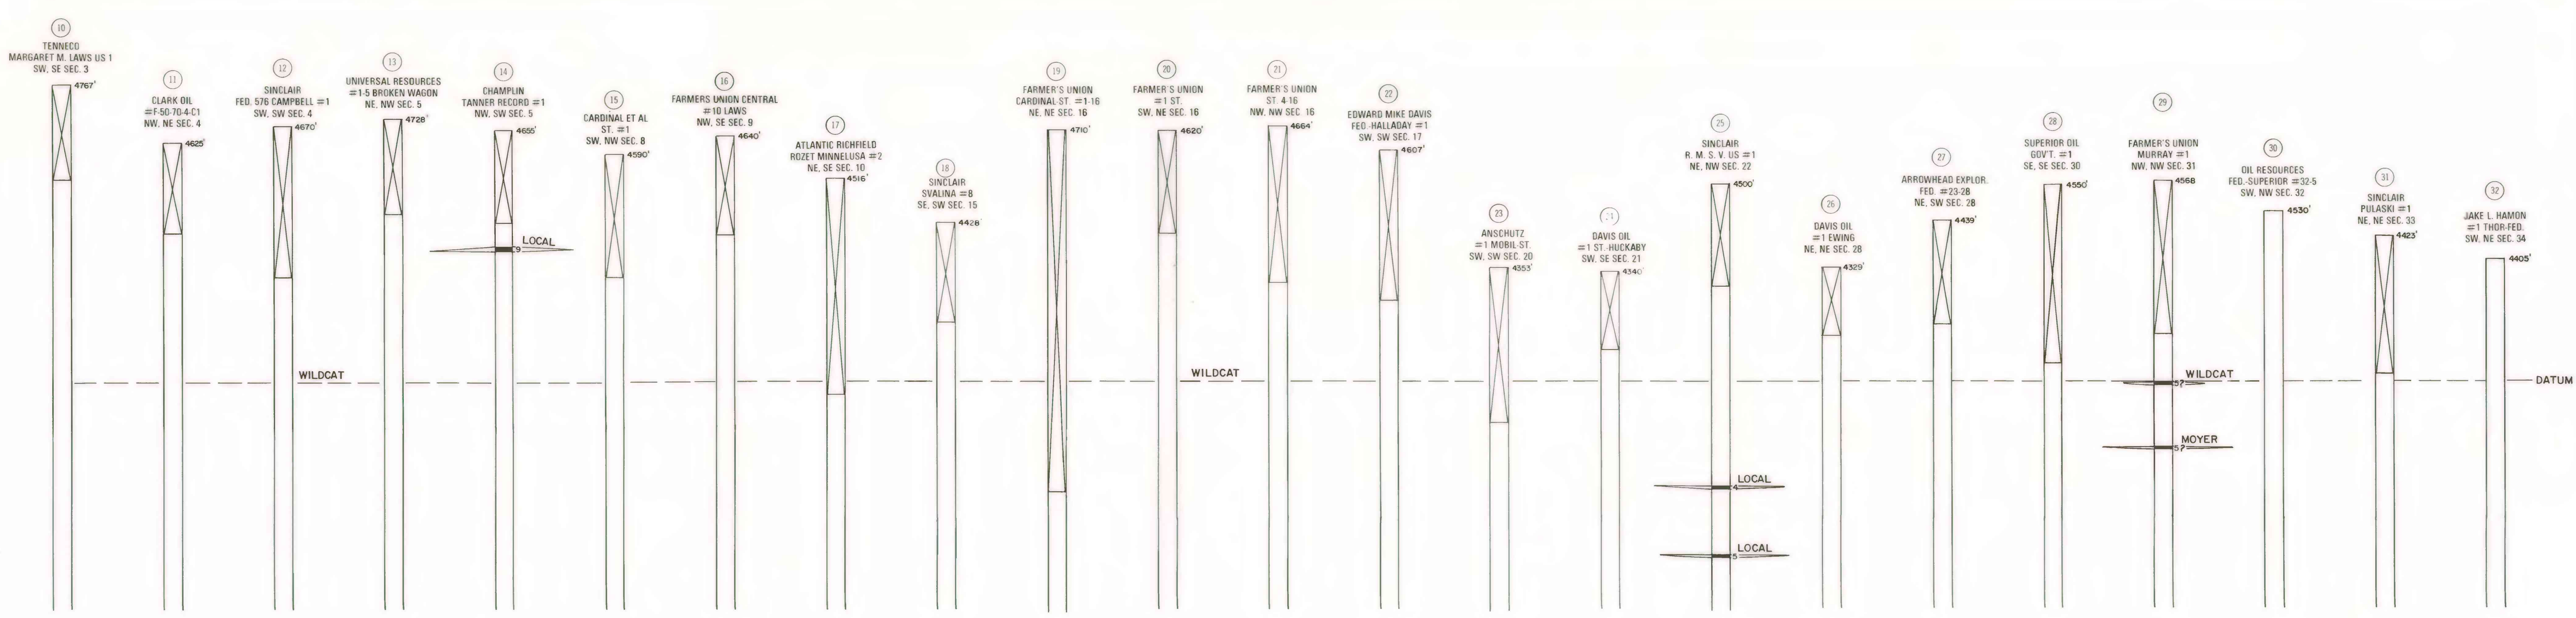 10
TENNECO
MARGARET M. LAWS US 1
SW, SE SEC. 3
4767'
11
CLARK OIL
#F-50-70-4-C1
NW, NE SEC. 4
4625'
12
SINCLAIR
FED. 576 CAMPBELL #1
SW, SW SEC. 4
4670'
13
UNIVERSAL RESOURCES
#1-5 BROKEN WAGON
NE, NW SEC. 5
4728'
14
CHAMPLIN
TANNER RECORD #1
NW, SW SEC. 5
4655'
LOCAL
9
15
CARDINAL ET AL
ST. #1
SW, NW SEC. 8
4590'
16
FARMERS UNION CENTRAL
#10 LAWS
NW, SE SEC. 9
4640'
17
ATLANTIC RICHFIELD
ROZET MINNELUSA #2
NE, SE SEC. 10
4516'
18
SINCLAIR
SVALINA #8
SE, SW SEC. 15
4428'
19
FARMER'S UNION
CARDINAL-ST. #1-16
NE, NE SEC. 16
4710'
20
FARMER'S UNION
#1 ST.
SW, NE SEC. 16
4620'
21
FARMER'S UNION
ST. 4-16
NW, NW SEC. 16
4664'
22
EDWARD MIKE DAVIS
FED.-HALLADAY #1
SW, SW SEC. 17
4607'
23
ANSCHUTZ
#1 MOBIL-ST.
SW, SW SEC. 20
4353'
DAVIS OIL
#1 ST.-HUCKABY
SW, SE SEC. 21
4340'
25
SINCLAIR
R. M. S. V. US #1
NE, NW SEC. 22
4500'
LOCAL
4
LOCAL
5
26
DAVIS OIL
#1 EWING
NE, NE SEC. 28
4329'
27
ARROWHEAD EXPLOR.
FED. #23-28
NE, SW SEC. 28
4439'
28
SUPERIOR OIL
GOV'T. #1
SE, SE SEC. 30
4550'
29
FARMER'S UNION
MURRAY #1
NW, NW SEC. 31
4568
WILDCAT
5?
MOYER
5?
30
OIL RESOURCES
FED.-SUPERIOR #32-5
SW, NW SEC. 32
4530'
31
SINCLAIR
PULASKI #1
NE, NE SEC. 33
4423'
32
JAKE L. HAMON
#1 THOR-FED.
SW, NE SEC. 34
4405'
WILDCAT
WILDCAT
DATUM